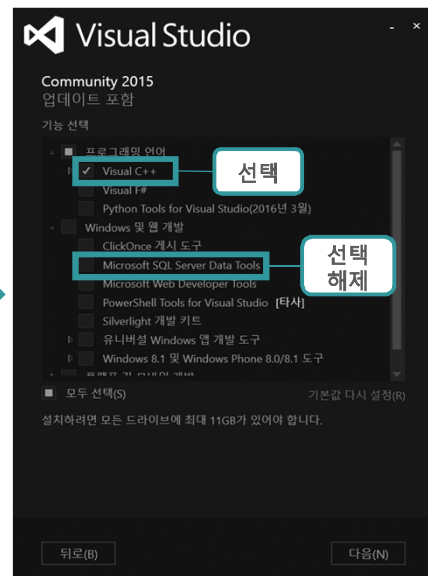 Visual Studio
Community 2015
업데이트 포함
기능 선택
프로그래밍 언어
Visual C++
선택
Visual F#
Python Tools for Visual Studio(2016년 3월)
Windows 및 웹 개발
ClickOnce 게시 도구
Microsoft SQL Server Data Tools
선택
해제
Microsoft Web Developer Tools
PowerShell Tools for Visual Studio [타사]
Silverlight 개발 키트
유니버설 Windows 앱 개발 도구
Windows 8.1 및 Windows Phone 8.0/8.1 도구
모두 선택(S)
기본값 다시 설정(R)
설치하려면 모든 드라이브에 최대 11GB가 있어야 합니다.
뒤로(B)
다음(N)